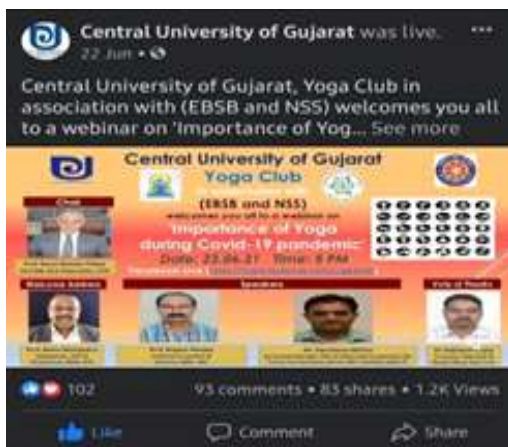 Central University of Gujarat was live.
22 Jun
Central University of Gujarat, Yoga Club in
association with (EBSB and NSS) welcomes you all
to a webinar on 'Importance of Yog... See more
Central University of Gujarat
Yoga Club
(EBSB and NSS)
welcomes you all to a webinar on
'Importance of Yoga
during Covid-19 pandemic'
Date: 22.06.21 Time: 5 PM
Chair
Welcome Address
Speakers
Vote of Thanks
102
93 comments • 83 shares • 1.2K Views
Like
Comment
Share